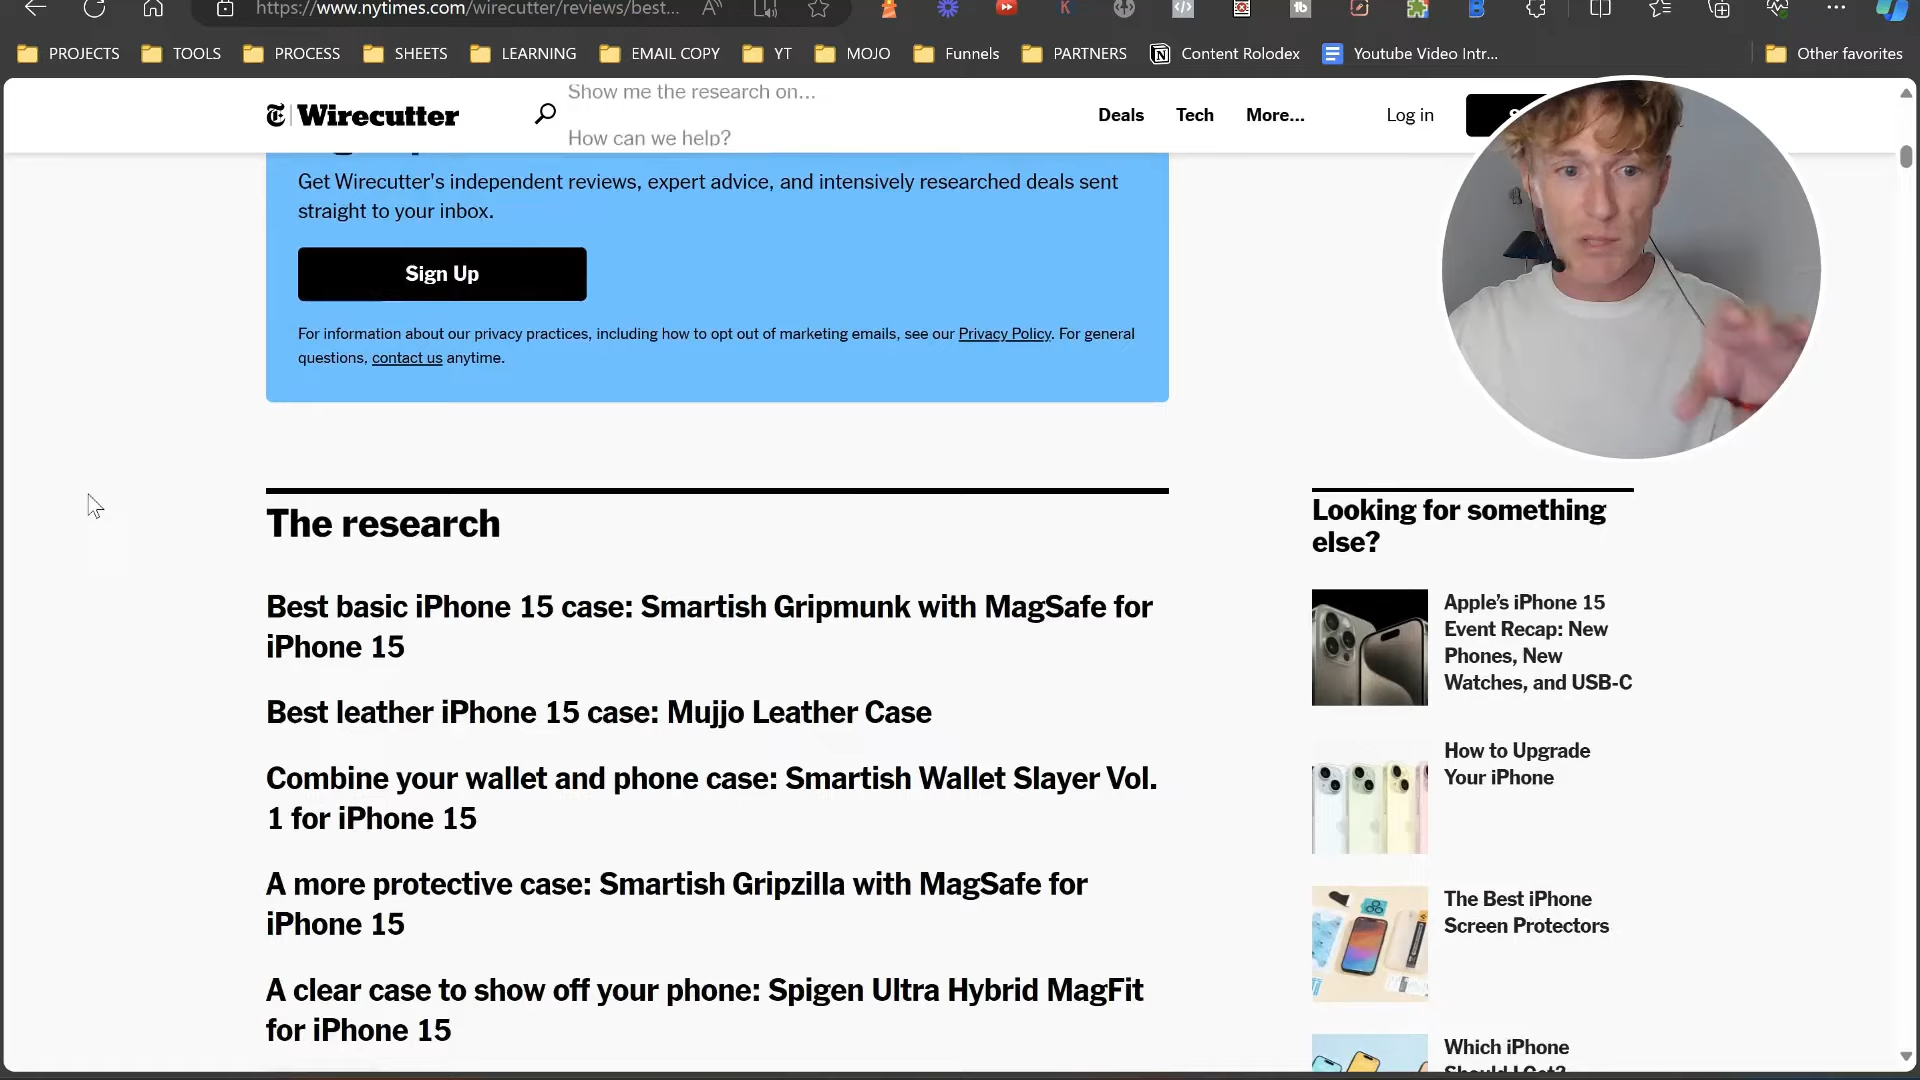 https://www.nytimes.com/wirecutter/reviews/best...
PROJECTS
TOOLS
PROCESS
SHEETS
LEARNING
EMAIL COPY
YT
MOJO
Funnels
PARTNERS
Content Rolodex
Youtube Video Intr...
Other favorites
Wirecutter
Show me the research on...
How can we help?
Deals
Tech
More...
Log in
Get Wirecutter's independent reviews, expert advice, and intensively researched deals sent
straight to your inbox.
Sign Up
For information about our privacy practices, including how to opt out of marketing emails, see our Privacy Policy. For general
questions, contact us anytime.
The research
Best basic iPhone 15 case: Smartish Gripmunk with MagSafe for
iPhone 15
Best leather iPhone 15 case: Mujjo Leather Case
Combine your wallet and phone case: Smartish Wallet Slayer Vol.
1 for iPhone 15
A more protective case: Smartish Gripzilla with MagSafe for
iPhone 15
A clear case to show off your phone: Spigen Ultra Hybrid MagFit
for iPhone 15
Looking for something
else?
Apple’s iPhone 15
Event Recap: New
Phones, New
Watches, and USB-C
How to Upgrade
Your iPhone
The Best iPhone
Screen Protectors
Which iPhone
Should I Get?